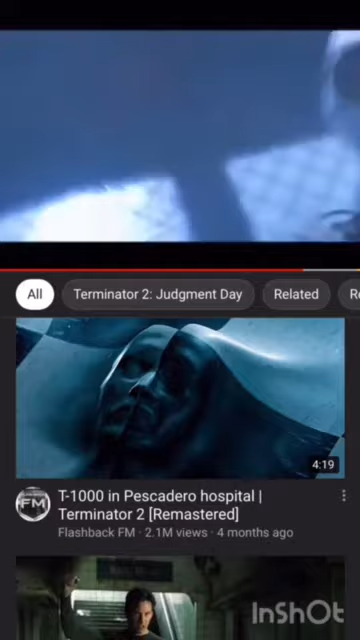 All
Terminator 2: Judgment Day
Related
4:19
FM
T-1000 in Pescadero hospital |
Terminator 2 [Remastered]
Flashback FM · 2.1M views · 4 months ago
InShOt